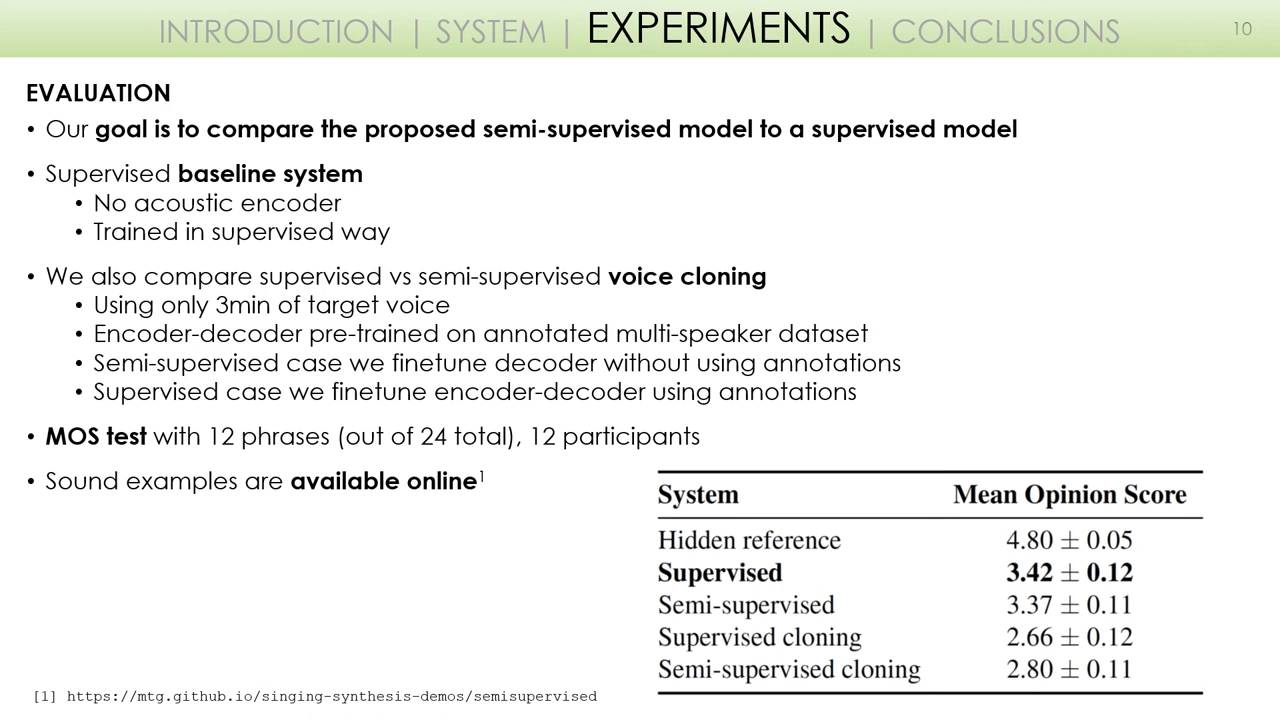 INTRODUCTION | SYSTEM | EXPERIMENTS | CONCLUSIONS 10
EVALUATION
• Our goal is to compare the proposed semi-supervised model to a supervised model
• Supervised baseline system
• No acoustic encoder
• Trained in supervised way
• We also compare supervised vs semi-supervised voice cloning
• Using only 3min of target voice
• Encoder-decoder pre-trained on annotated multi-speaker dataset
• Semi-supervised case we finetune decoder without using annotations
• Supervised case we finetune encoder-decoder using annotations
• MOS test with 12 phrases (out of 24 total), 12 participants
• Sound examples are available online¹
System Mean Opinion Score
Hidden reference 4.80 ± 0.05
Supervised 3.42 ± 0.12
Semi-supervised 3.37 ± 0.11
Supervised cloning 2.66 ± 0.12
Semi-supervised cloning 2.80 ± 0.11
[1] https://mtg.github.io/singing-synthesis-demos/semisupervised